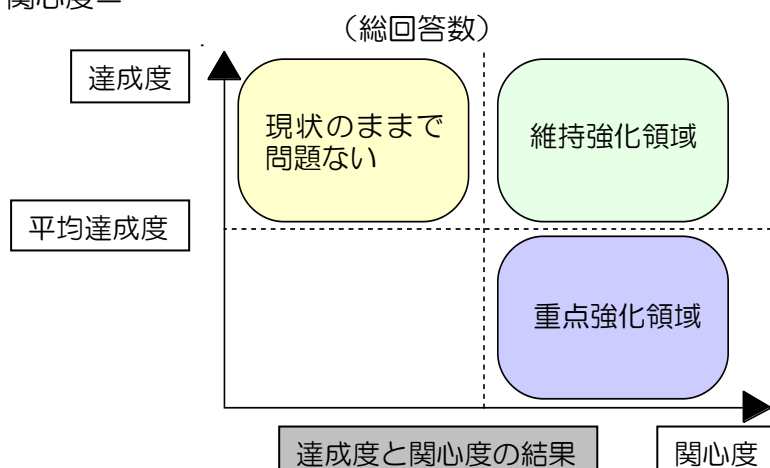 関心度＝
（総回答数）
達成度
現状のままで
問題ない
維持強化領域
平均達成度
重点強化領域
達成度と関心度の結果
関心度